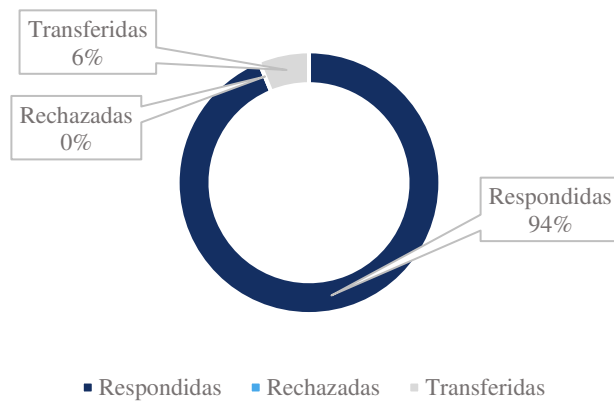 Transferidas
6%
Rechazadas
0%
Respondidas
94%
Respondidas Rechazadas Transferidas